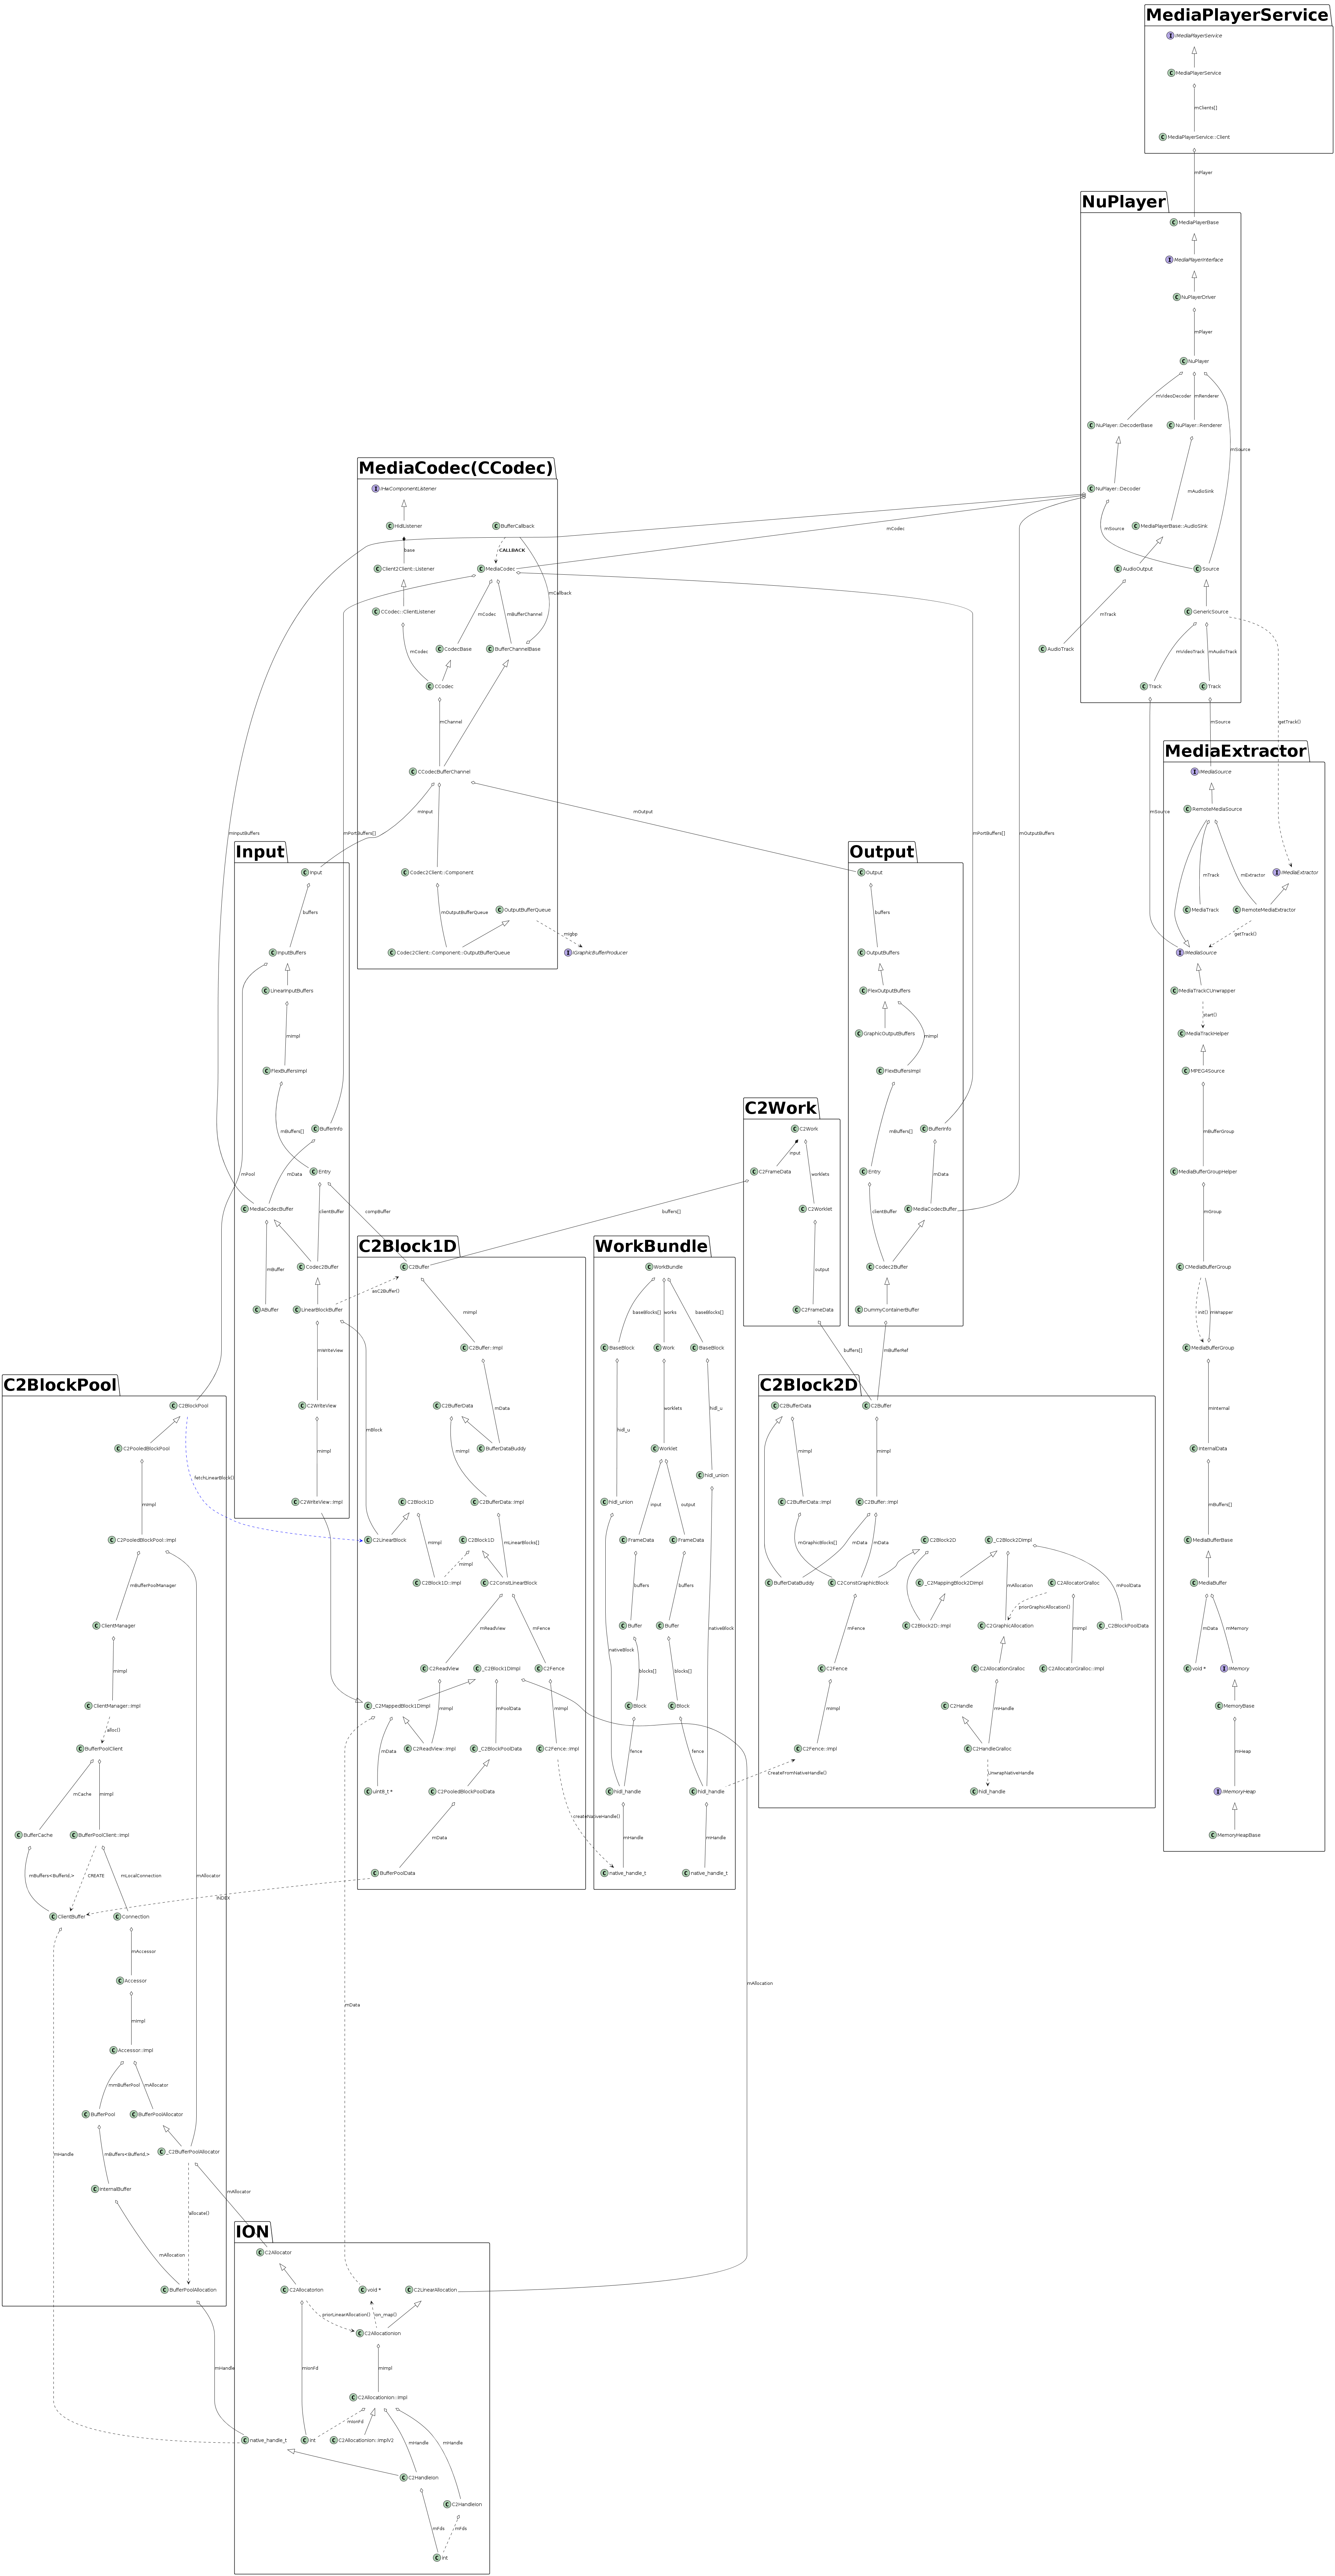 MediaPlayerService
IMediaPlayerService
MediaPlayerService
mClients[]
MediaPlayerService::Client
mPlayer
NuPlayer
MediaPlayerBase
MediaPlayerInterface
NuPlayerDriver
mPlayer
NuPlayer
mVideoDecoder
mRenderer
NuPlayer::DecoderBase
NuPlayer::Renderer
mSource
NuPlayer::Decoder
mAudioSink
mSource
MediaPlayerBase::AudioSink
AudioOutput
Source
GenericSource
mTrack
AudioTrack
mVideoTrack
mAudioTrack
Track
Track
mSource
getTrack()
mSource
MediaCodec(CCodec)
IHwComponentListener
HidlListener
BufferCallback
mCodec
base
CALLBACK
Client2Client::Listener
MediaCodec
mCallback
CCodec::ClientListener
mCodec
mBufferChannel
mCodec
CodecBase
BufferChannelBase
CCodec
mChannel
CCodecBufferChannel
mInput
mOutput
mInputBuffers
mPortBuffers[]
mPortBuffers[]
mOutputBuffers
Codec2Client::Component
OutputBufferQueue
mOutputBufferQueue
mIgbp
Codec2Client::Component::OutputBufferQueue
IGraphicBufferProducer
MediaExtractor
IMediaSource
RemoteMediaSource
mTrack
mExtractor
IMediaExtractor
MediaTrack
RemoteMediaExtractor
getTrack()
IMediaSource
MediaTrackCUnwrapper
start()
MediaTrackHelper
MPEG4Source
mBufferGroup
MediaBufferGroupHelper
mGroup
CMediaBufferGroup
init()
mWrapper
MediaBufferGroup
mInternal
InternalData
mBuffers[]
MediaBufferBase
MediaBuffer
mData
mMemory
void *
IMemory
MemoryBase
mHeap
IMemoryHeap
MemoryHeapBase
Input
Input
buffers
InputBuffers
LinearInputBuffers
mImpl
FlexBuffersImpl
mBuffers[]
BufferInfo
mPool
mData
Entry
MediaCodecBuffer
clientBuffer
compBuffer
mBuffer
Codec2Buffer
ABuffer
LinearBlockBuffer
asC2Buffer()
mWriteView
C2WriteView
mBlock
mImpl
C2WriteView::Impl
Output
Output
buffers
OutputBuffers
FlexOutputBuffers
GraphicOutputBuffers
mImpl
FlexBuffersImpl
mBuffers[]
BufferInfo
Entry
mData
clientBuffer
MediaCodecBuffer
Codec2Buffer
DummyContainerBuffer
mBufferRef
C2Work
C2Work
input
worklets
C2FrameData
C2Worklet
buffers[]
output
C2FrameData
buffers[]
C2Block1D
C2Buffer
mImpl
C2Buffer::Impl
C2BufferData
mData
mImpl
BufferDataBuddy
C2Block1D
C2BufferData::Impl
mImpl
C2LinearBlock
C2Block1D
mLinearBlocks[]
mImpl
C2Block1D::Impl
C2ConstLinearBlock
mReadView
mFence
C2ReadView
_C2Block1DImpl
C2Fence
_C2MappedBlock1DImpl
mImpl
mPoolData
mImpl
mData
C2ReadView::Impl
_C2BlockPoolData
C2Fence::Impl
uint8_t *
C2PooledBlockPoolData
createNativeHandle()
mData
BufferPoolData
INDEX
WorkBundle
WorkBundle
baseBlocks[]
works
baseBlocks[]
BaseBlock
Work
BaseBlock
hidl_u
worklets
hidl_u
Worklet
hidl_union
hidl_union
input
output
FrameData
FrameData
buffers
buffers
Buffer
Buffer
nativeBlock
nativeBlock
blocks[]
blocks[]
Block
Block
fence
fence
hidl_handle
hidl_handle
CreateFromNativeHandle()
mHandle
mHandle
native_handle_t
native_handle_t
C2Block2D
C2BufferData
C2Buffer
mImpl
mImpl
C2BufferData::Impl
C2Buffer::Impl
mGraphicBlocks[]
mData
mData
C2Block2D
_C2Block2DImpl
BufferDataBuddy
C2ConstGraphicBlock
_C2MappingBlock2DImpl
mAllocation
C2AllocatorGralloc
mPoolData
priorGraphicAllocation()
mFence
C2Block2D::Impl
C2GraphicAllocation
mImpl
_C2BlockPoolData
C2Fence
C2AllocationGralloc
C2AllocatorGralloc::Impl
mImpl
C2Handle
mHandle
C2Fence::Impl
C2HandleGralloc
UnwrapNativeHandle
hidl_handle
C2BlockPool
C2BlockPool
C2PooledBlockPool
fetchLinearBlock()
mImpl
C2PooledBlockPool::Impl
mBufferPoolManager
ClientManager
mImpl
ClientManager::Impl
alloc()
BufferPoolClient
mCache
mImpl
BufferCache
BufferPoolClient::Impl
mBuffers<BufferId,>
CREATE
mLocalConnection
mAllocator
ClientBuffer
Connection
mAccessor
Accessor
mImpl
Accessor::Impl
mmBufferPool
mAllocator
BufferPool
BufferPoolAllocator
mHandle
mBuffers<BufferId,>
_C2BufferPoolAllocator
InternalBuffer
mAllocator
allocate()
mAllocation
BufferPoolAllocation
mHandle
mData
mAllocation
ION
C2Allocator
C2AllocatorIon
void *
C2LinearAllocation
priorLinearAllocation()
ion_map()
C2AllocationIon
mIonFd
mImpl
C2AllocationIon::Impl
mIonFd
mHandle
mHandle
native_handle_t
int
C2AllocationIon::ImplV2
C2HandleIon
C2HandleIon
mFds
mFds
int